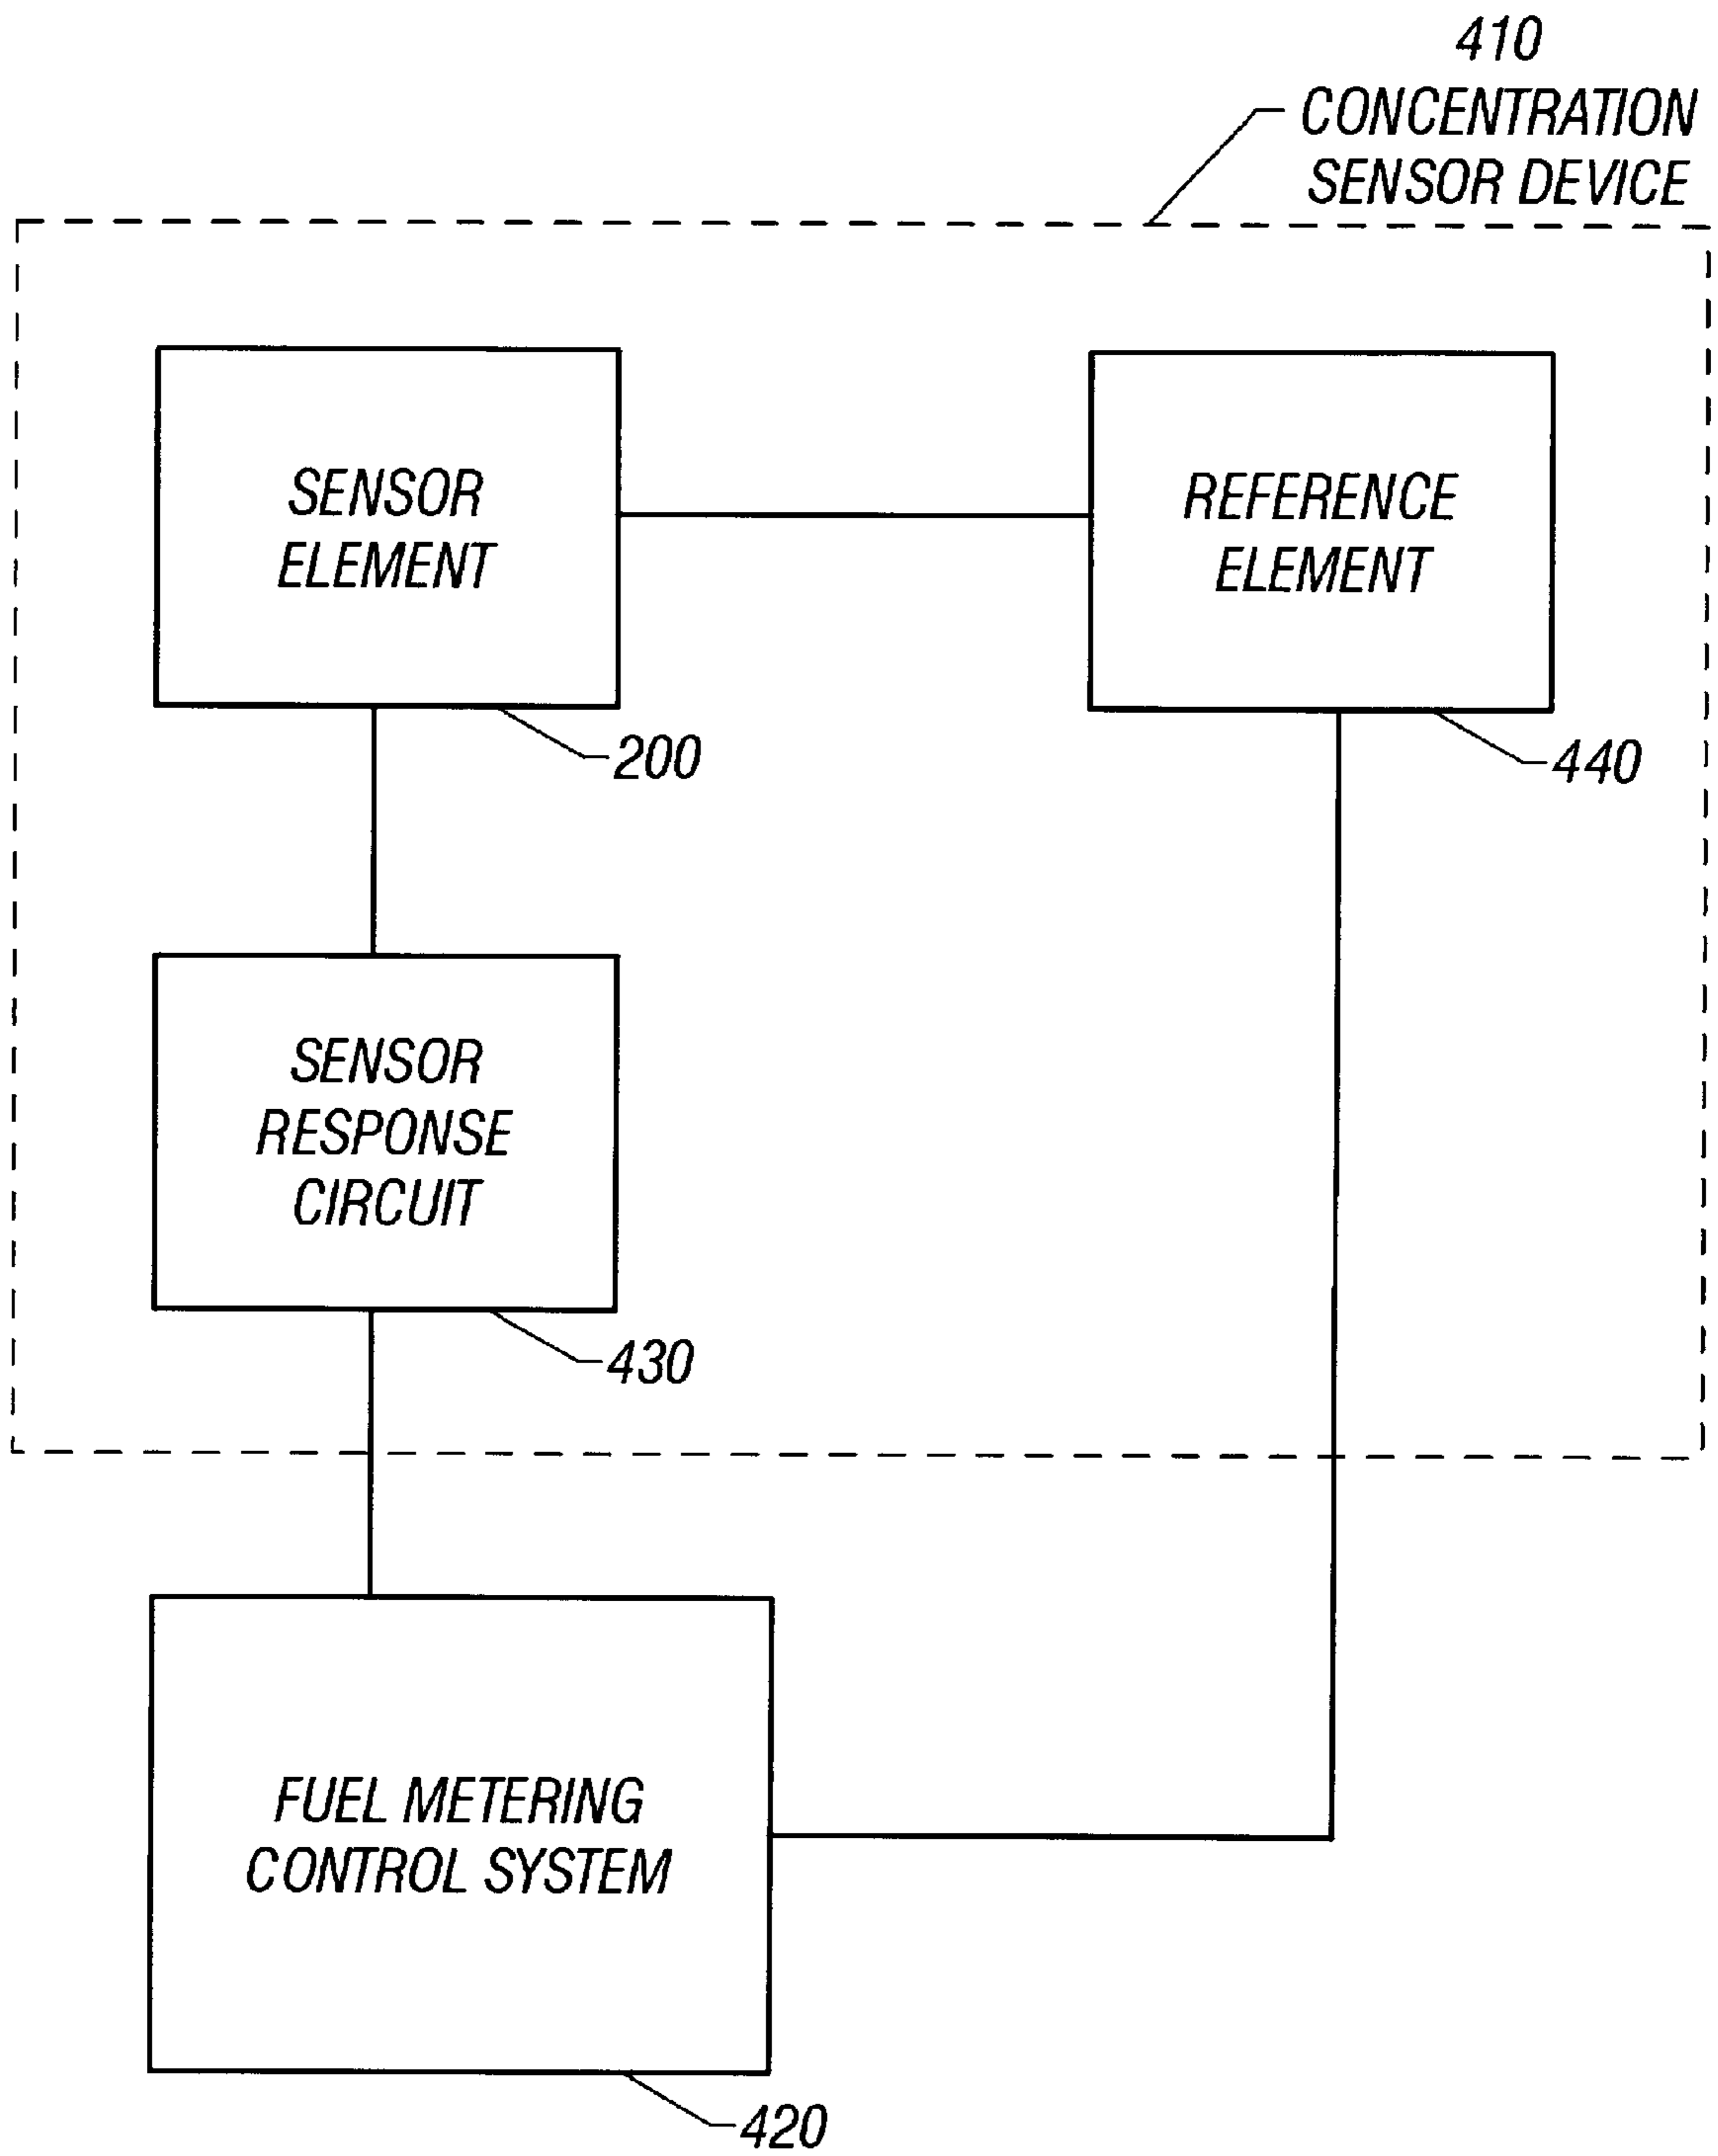 410
CONCENTRATION
SENSOR DEVICE
SENSOR
ELEMENT
REFERENCE
ELEMENT
200
440
SENSOR
RESPONSE
CIRCUIT
430
FUEL METERING
CONTROL SYSTEM
420